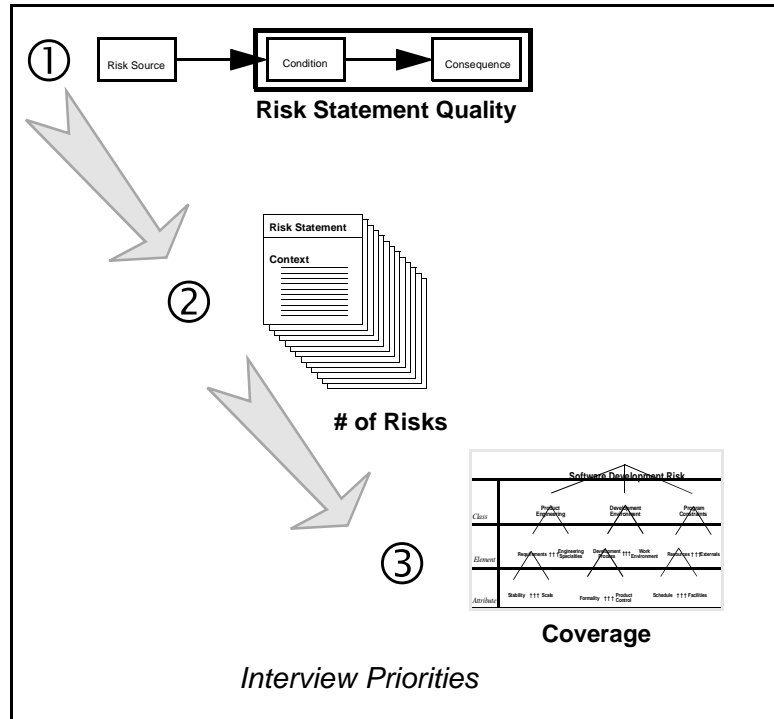 ①
Risk Source
Condition
Consequence
Risk Statement Quality
②
Risk Statement
Context
# of Risks
③
Software Development Risk
Class
Product
Engineering
Development
Environment
Program
Constraints
Element
Requirements ††† Engineering
Specialties
Development
Process ††† Work
Environment
Resources ††† Externals
Attribute
Stability ††† Scale
Formality ††† Product
Control
Schedule ††† Facilities
Coverage
Interview Priorities